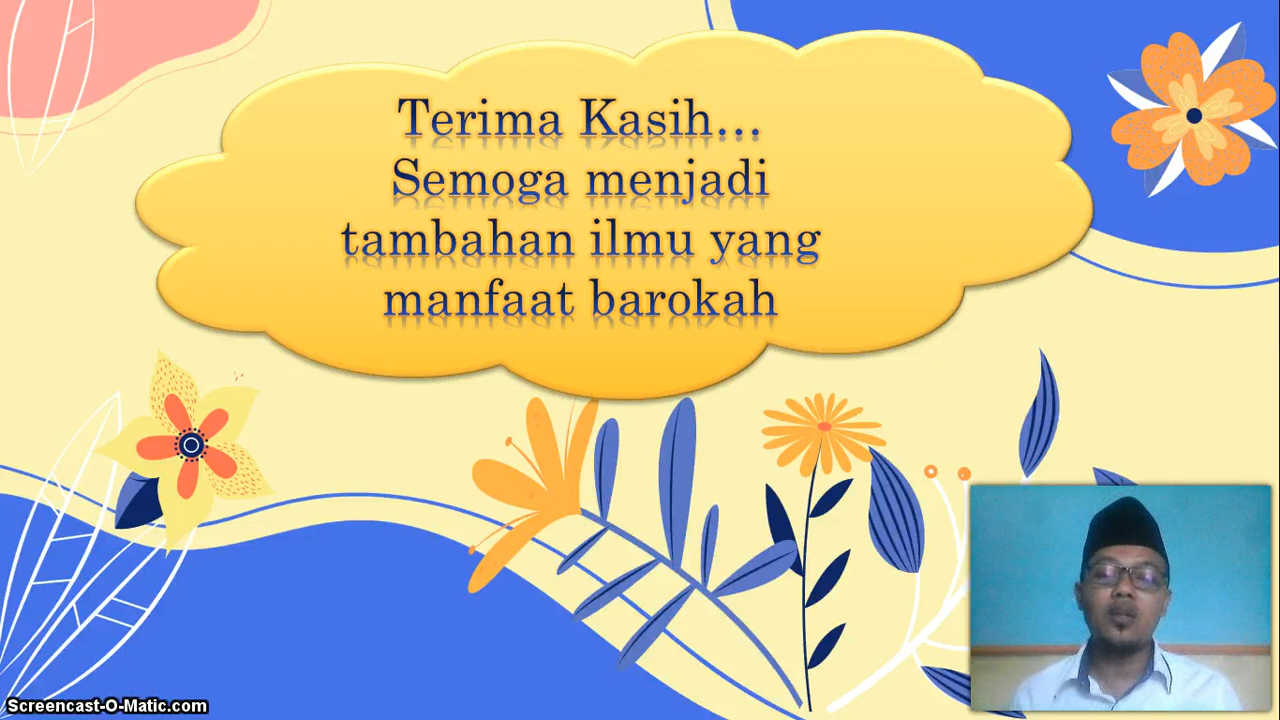 Terima Kasih...
Semoga menjadi
tambahan ilmu yang
manfaat barokah
Screencast-O-Matic.com